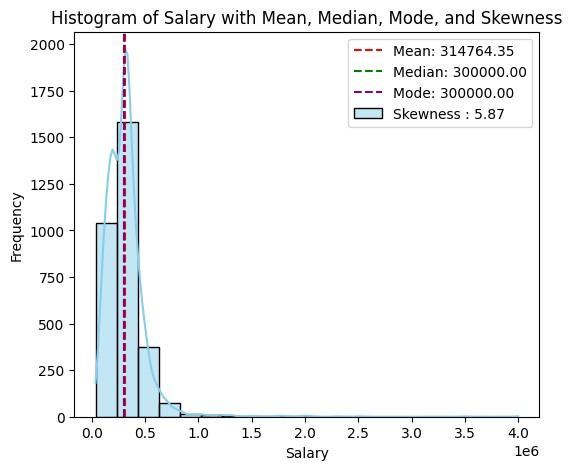 Histogram of Salary with Mean, Median, Mode, and Skewness
Mean: 314764.35
Median: 300000.00
Mode: 300000.00
Skewness : 5.87
2000
1750
1500
1250
1000
750
500
250
0
Frequency
0.0 0.5 1.0 1.5 2.0 2.5 3.0 3.5 4.0
1e6
Salary